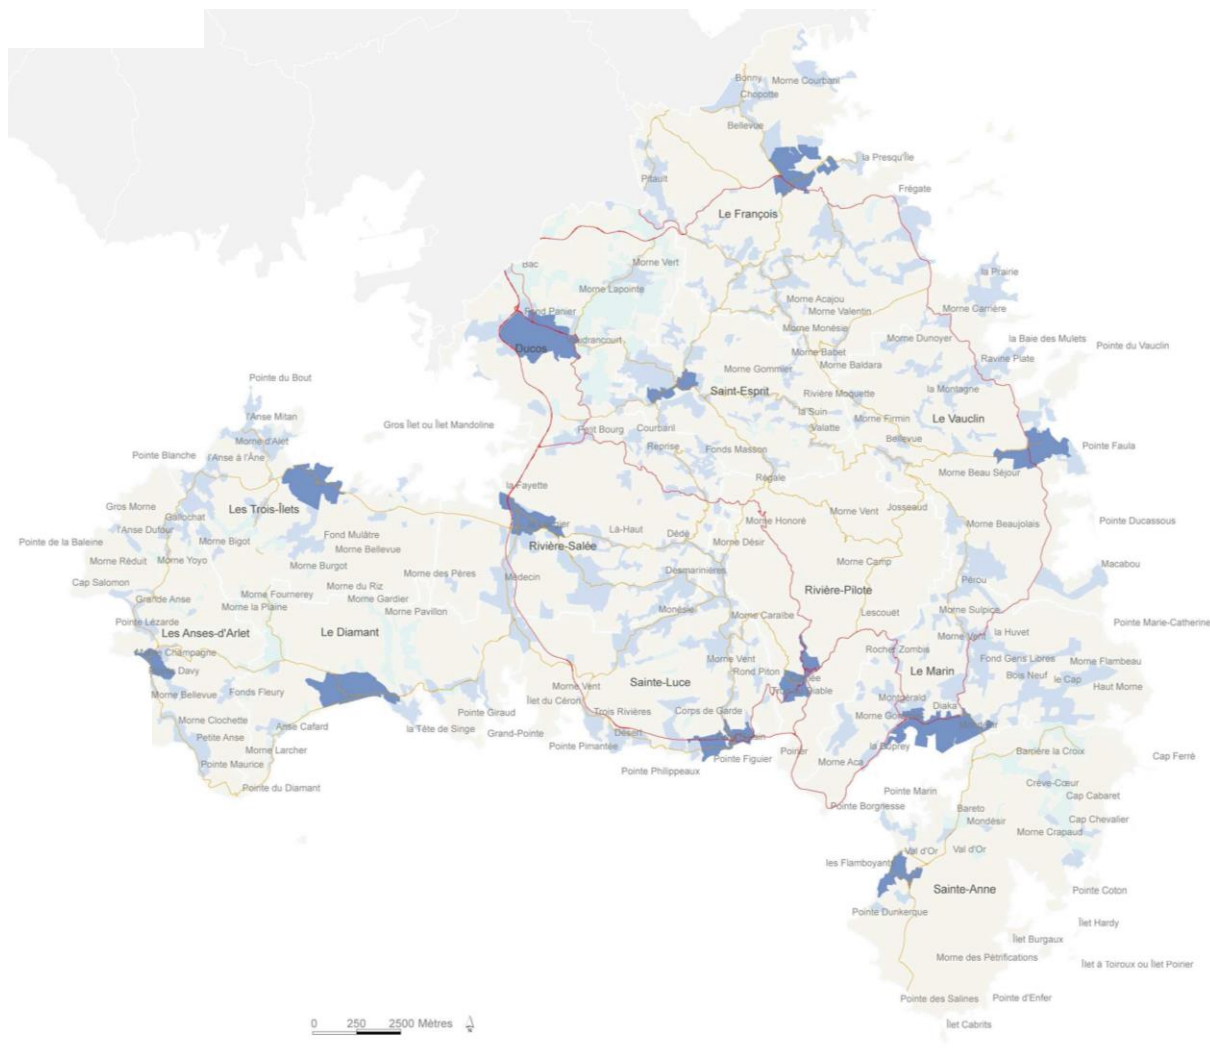 Bonny
Morne Courbaril
Chopotte
Bellevue
la Presqu'Île
Pitault
Frégate
Le François
Bac
Morne Vert
la Prairie
Morne Lapointe
Morne Acajou
Fond Panier
Morne Valentin
Morne Carrière
Morne Monésie
Ducos
Morne Dunoyer
la Baie des Mulets
Pointe du Vauclin
Morne Babet
Ravine Plate
Morne Gommier
Morne Baldara
Pointe du Bout
Saint-Esprit
Rivière Moquette
la Montagne
l'Anse Mitan
la Suin
Gros Îlet ou Îlet Mandoline
Morne Firmin
Le Vauclin
Petit Bourg
Courbaril
Valatte
Morne d'Alet
Bellevue
Pointe Faula
Reprise
Fonds Masson
Pointe Blanche
l'Anse à l'Âne
Morne Beau Séjour
Régale
la Fayette
Gros Morne
Les Trois-Îlets
Josseaud
Morne Vent
Gallochat
Morne Honoré
Pointe Ducassous
Morne Beaujolais
l'Anse Dufour
Là-Haut
Dédé
Fond Mulâtre
Pointe de la Baleine
Morne Bigot
Rivière-Salée
Morne Désir
Morne Bellevue
Morne Réduit
Morne Yoyo
Morne Camp
Macabou
Morne Burgot
Désmarinières
Morne des Pères
Médecin
Cap Salomon
Pérou
Morne du Riz
Rivière-Pilote
Morne Fournerey
Grande Anse
Morne Gardier
Morne la Plaine
Monésie
Morne Sulpice
Morne Pavillon
Lescouët
Morne Caraïbe
Pointe Lézarde
Pointe Marie-Catherine
Les Anses-d'Arlet
Le Diamant
la Huvet
Morne Vent
Rocher Zombis
Morne Champagne
Morne Vent
Fond Gens Libres
Morne Flambeau
Davy
Rond Piton
Le Marin
Bois Neuf
le Cap
Sainte-Luce
Morne Vent
Haut Morne
Morne Bellevue
Fonds Fleury
Montgérald
Îlet du Céron
Diaka
Trois Rivières
Corps de Garde
Pointe Giraud
Morne Clochette
Anse Cafard
la Tête de Singe
Grand-Pointe
Désert
Petite Anse
Pointe Pimantée
la Duprey
Morne Larcher
Poirier
Barrière la Croix
Pointe Figuier
Cap Ferré
Pointe Maurice
Morne Aca
Pointe Philippeaux
Crève-Cœur
Pointe du Diamant
Pointe Marin
Cap Cabaret
Pointe Borgnesse
Bareto
Mondésir
Cap Chevalier
Morne Crapaud
Val d'Or
Val d'Or
les Flamboyants
Sainte-Anne
Pointe Coton
Pointe Dunkerque
Îlet Hardy
Îlet Burgaux
Morne des Pétrifications
Îlet à Toiroux ou Îlet Poirier
Pointe des Salines
Pointe d'Enfer
0 250 2500 Mètres
Îlet Cabrits